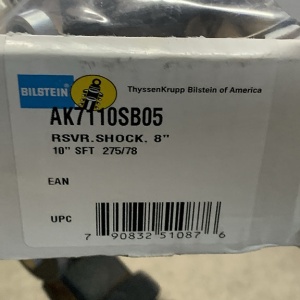 BILSTEIN
ThyssenKrupp Bilstein of America
AK7110SB05
RSVR.SHOCK, 8"
10" SFT 275/78
EAN
UPC
7 90832 51087 6